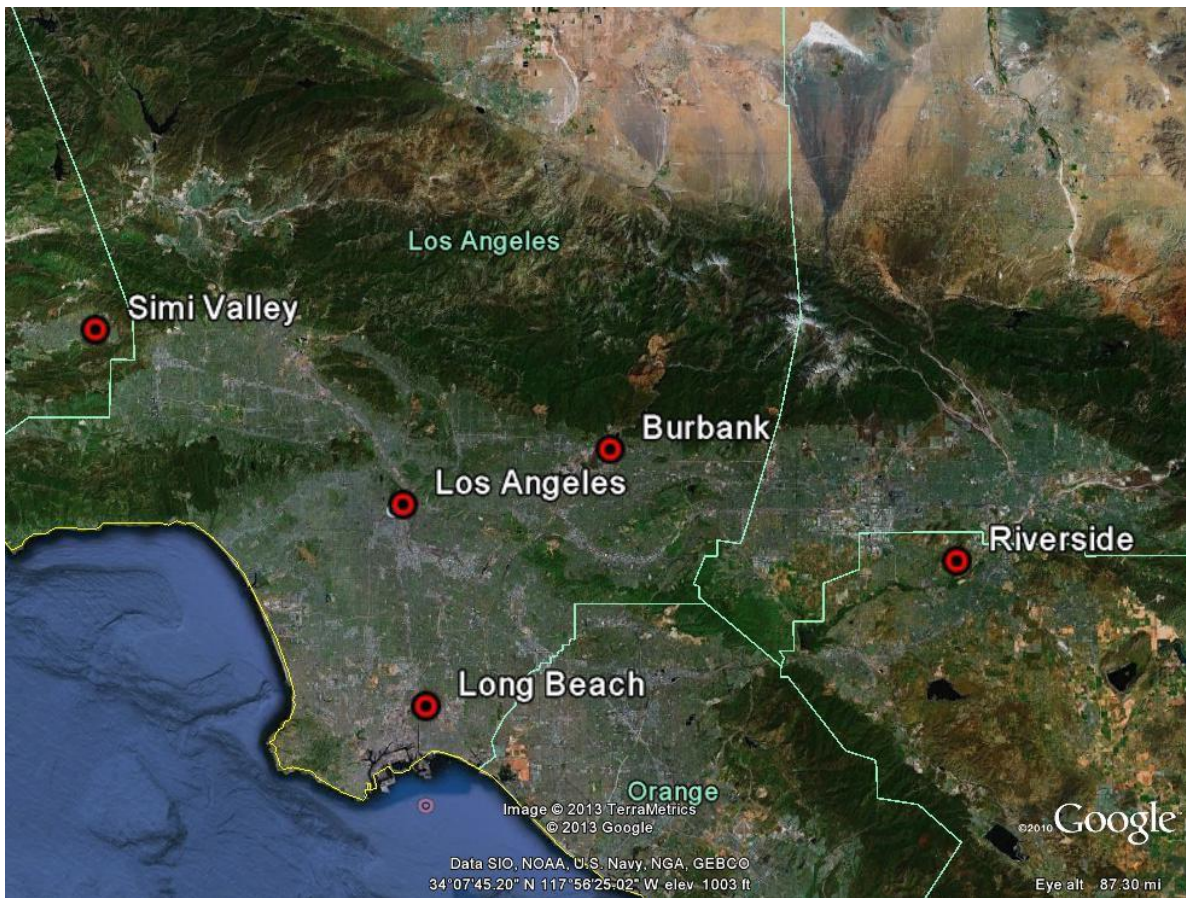 Los Angeles
Simi Valley
Burbank
Los Angeles
Riverside
Long Beach
Orange
Image © 2013 TerraMetrics
© 2013 Google
©2010 Google
Data SIO, NOAA, U.S. Navy, NGA, GEBCO
34°07'45.20" N 117°56'25.02" W elev 1003 ft
Eye alt 87.30 mi